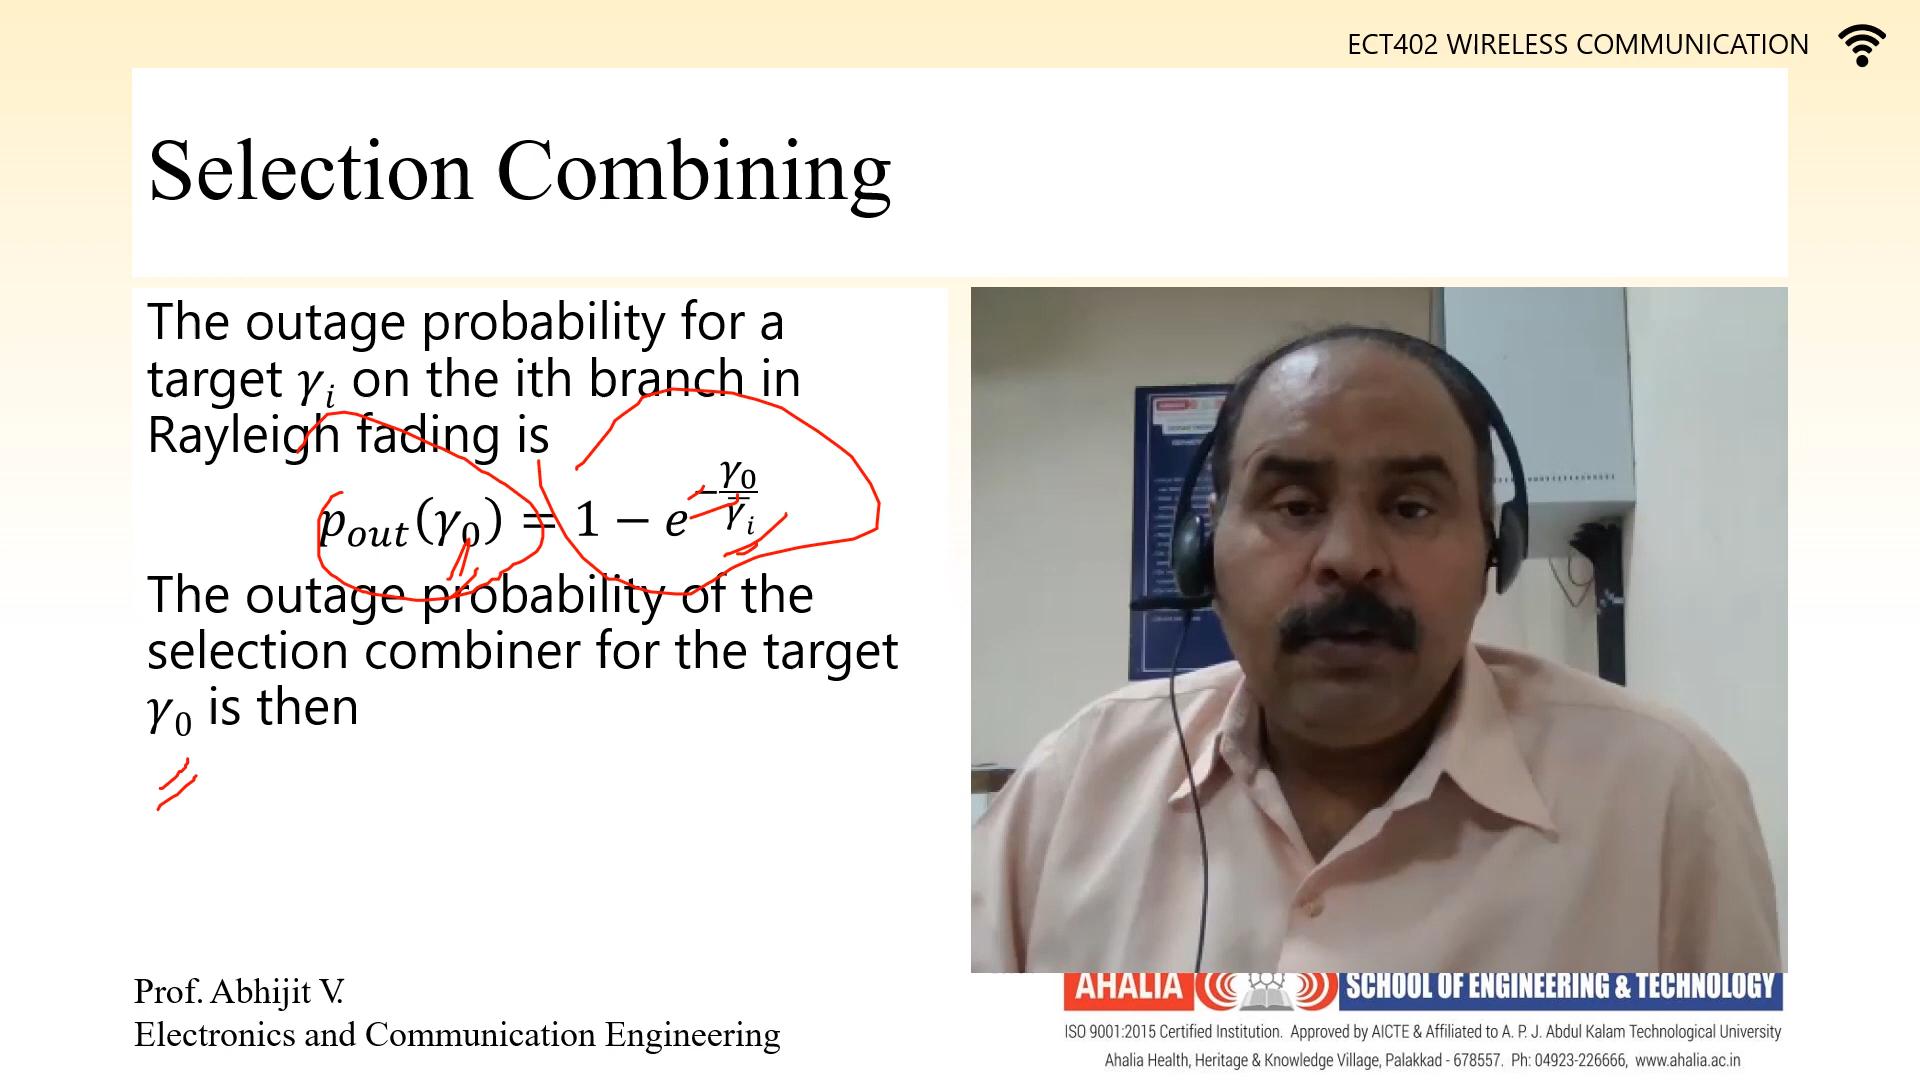 ECT402 WIRELESS COMMUNICATION
Selection Combining
The outage probability for a
target γᵢ on the ith branch in
Rayleigh fading is
p_out(γ₀) = 1 − e^(−γ₀/γ̅ᵢ)
The outage probability of the
selection combiner for the target
γ₀ is then
Prof. Abhijit V.
Electronics and Communication Engineering
AHALIA SCHOOL OF ENGINEERING & TECHNOLOGY
ISO 9001:2015 Certified Institution. Approved by AICTE & Affiliated to A. P. J. Abdul Kalam Technological University
Ahalia Health, Heritage & Knowledge Village, Palakkad - 678557. Ph: 04923-226666, www.ahalia.ac.in